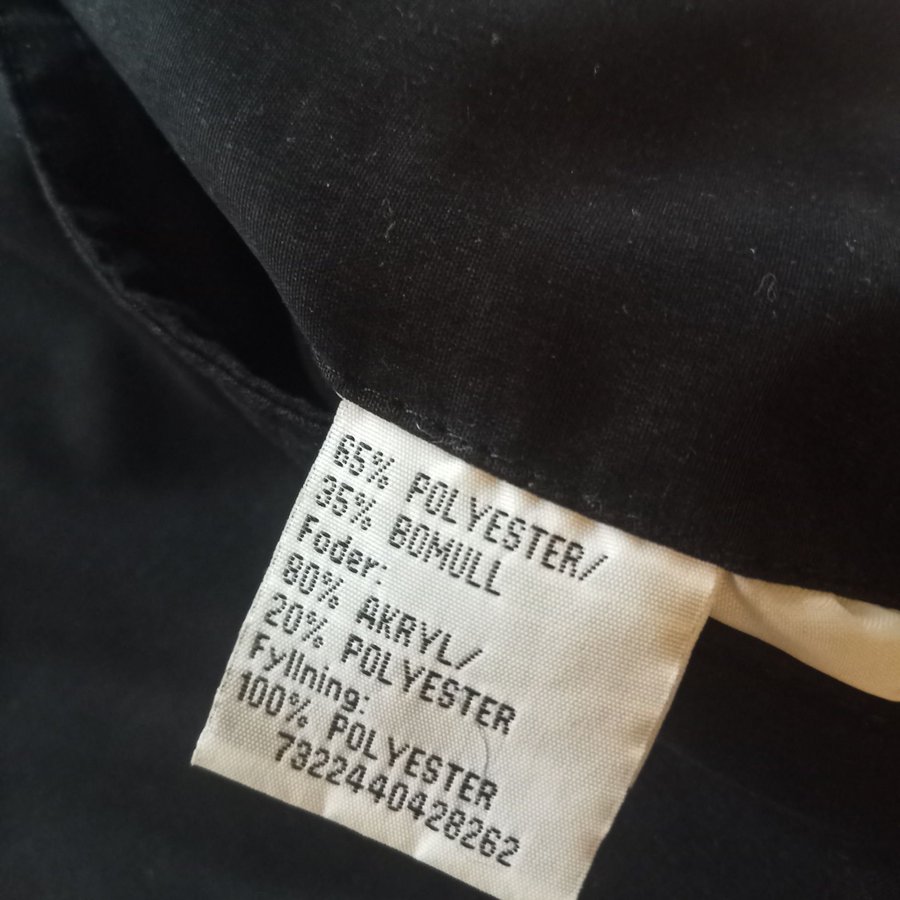 65% POLYESTER/
35% BOMULL
Foder:
80% AKRYL/
20% POLYESTER
Fyllning:
100% POLYESTER
7322440428262